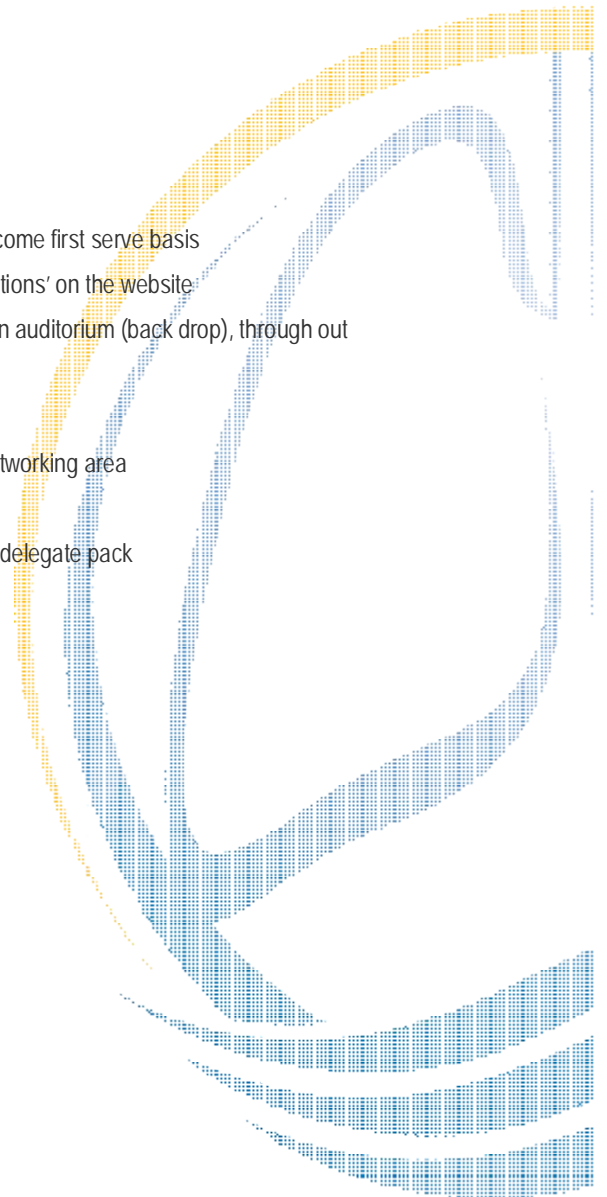 come first serve basis
tions' on the website
n auditorium (back drop), through out
tworking area
delegate pack